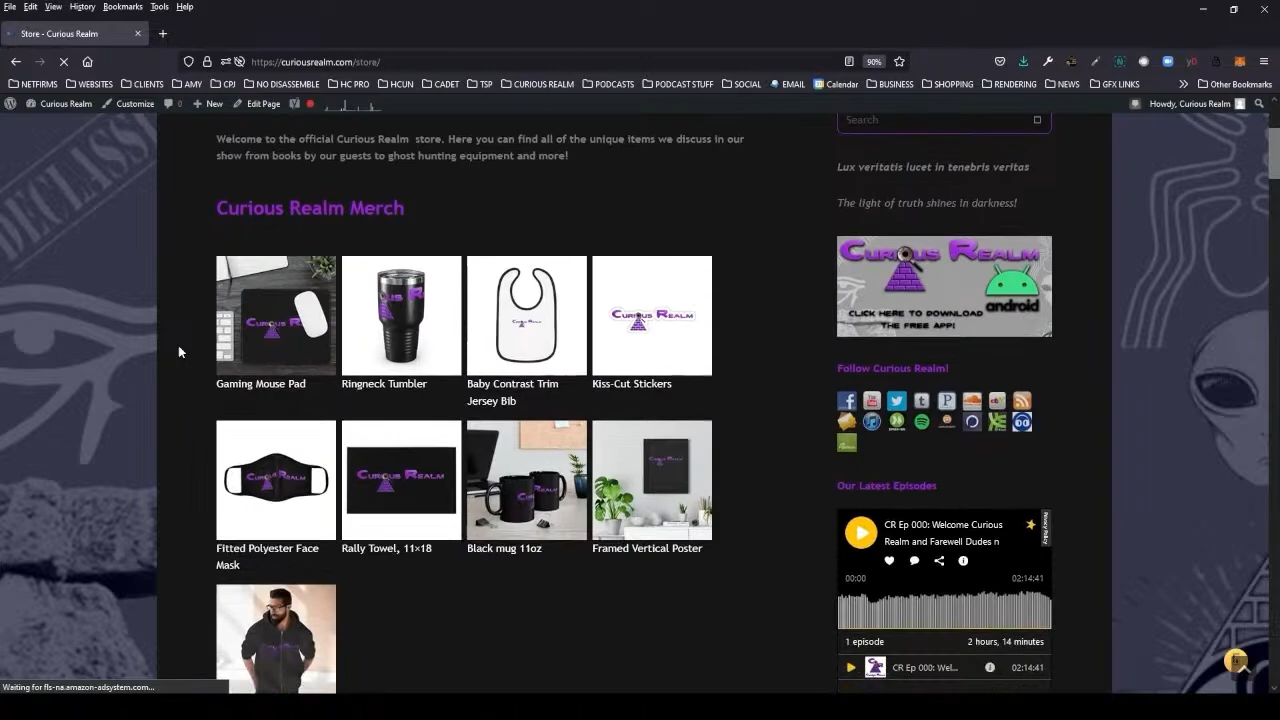 File Edit View History Bookmarks Tools Help
Store - Curious Realm
https://curiousrealm.com/store/
90%
NETFIRMS WEBSITES CLIENTS AMY CPJ NO DISASSEMBLE HC PRO HCUN CADET TSP CURIOUS REALM PODCASTS PODCAST STUFF SOCIAL EMAIL Calendar BUSINESS SHOPPING RENDERING NEWS GFX LINKS Other Bookmarks
Curious Realm Customize 0 New Edit Page Howdy, Curious Realm
DECLASS
Welcome to the official Curious Realm store. Here you can find all of the unique items we discuss in our
show from books by our guests to ghost hunting equipment and more!
Curious Realm Merch
Gaming Mouse Pad
Ringneck Tumbler
Baby Contrast Trim
Jersey Bib
Kiss-Cut Stickers
CURIOUS REALM
Fitted Polyester Face
Mask
Rally Towel, 11×18
CURIOUS REALM
Black mug 11oz
Framed Vertical Poster
Search
Lux veritatis lucet in tenebris veritas
The light of truth shines in darkness!
CURIOUS REALM
android
CLICK HERE TO DOWNLOAD
THE FREE APP!
Follow Curious Realm!
Our Latest Episodes
CR Ep 000: Welcome Curious
Realm and Farewell Dudes n
Privacy Policy
00:00 02:14:41
1 episode 2 hours, 14 minutes
CR Ep 000: Wel... 02:14:41
Waiting for fls-na.amazon-adsystem.com...